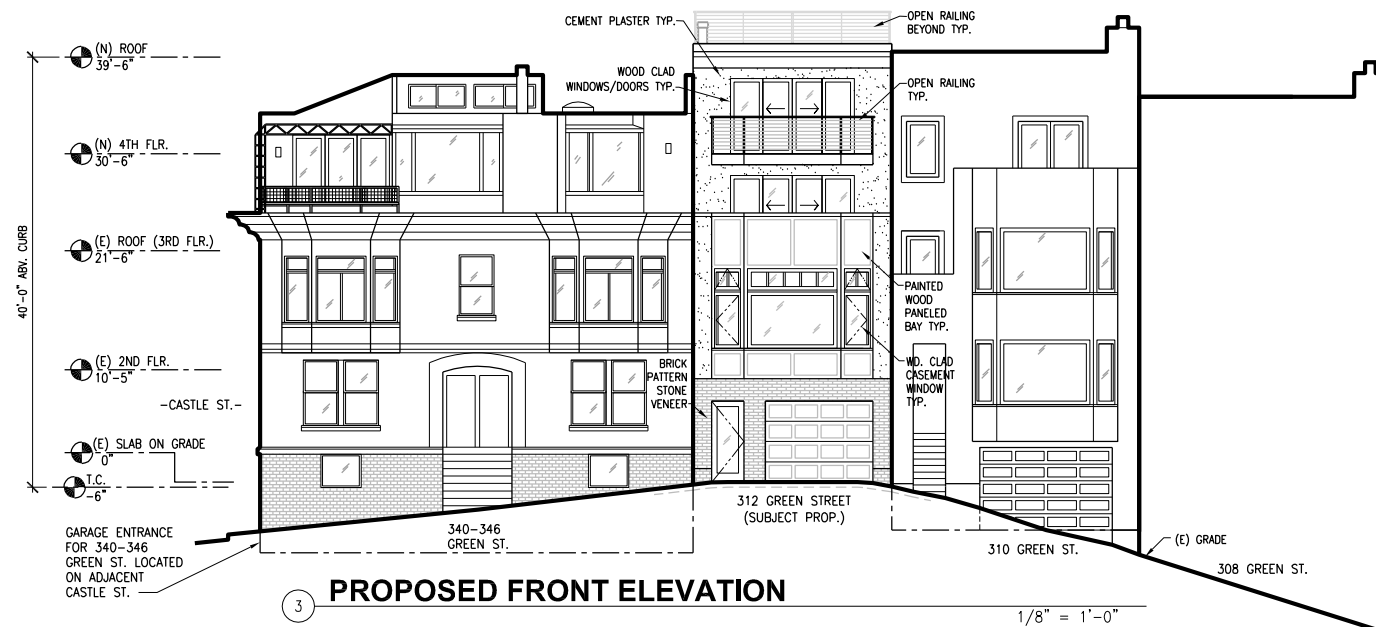 CEMENT PLASTER TYP.
OPEN RAILING
BEYOND TYP.
(N) ROOF
39'-6"
WOOD CLAD
WINDOWS/DOORS TYP.
OPEN RAILING
TYP.
(N) 4TH FLR.
30'-6"
(E) ROOF (3RD FLR.)
21'-6"
40'-0" ABV. CURB
PAINTED
WOOD
PANELED
BAY TYP.
(E) 2ND FLR.
10'-5"
BRICK
PATTERN
STONE
VENEER
WD. CLAD
CASEMENT
WINDOW
TYP.
-CASTLE ST.-
(E) SLAB ON GRADE
0"
T.C.
-6"
312 GREEN STREET
(SUBJECT PROP.)
GARAGE ENTRANCE
FOR 340-346
GREEN ST. LOCATED
ON ADJACENT
CASTLE ST.
340-346
GREEN ST.
310 GREEN ST.
(E) GRADE
308 GREEN ST.
3
PROPOSED FRONT ELEVATION
1/8" = 1'-0"